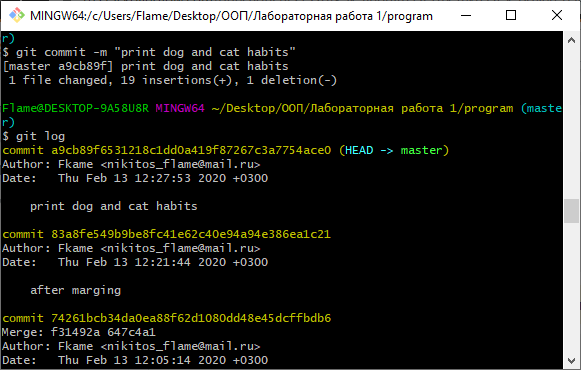 MINGW64:/c/Users/Flame/Desktop/ООП/Лабораторная работа 1/program
r)
$ git commit -m "print dog and cat habits"
[master a9cb89f] print dog and cat habits
 1 file changed, 19 insertions(+), 1 deletion(-)
Flame@DESKTOP-9A58U8R MINGW64 ~/Desktop/ООП/Лабораторная работа 1/program (maste
r)
$ git log
commit a9cb89f6531218c1dd0a419f87267c3a7754ace0 (HEAD -> master)
Author: Fkame <nikitos_flame@mail.ru>
Date:   Thu Feb 13 12:27:53 2020 +0300
    print dog and cat habits
commit 83a8fe549b9be8fc41e62c40e94a94e386ea1c21
Author: Fkame <nikitos_flame@mail.ru>
Date:   Thu Feb 13 12:21:44 2020 +0300
    after marging
commit 74261bcb34da0ea88f62d1080dd48e45dcffbdb6
Merge: f31492a 647c4a1
Author: Fkame <nikitos_flame@mail.ru>
Date:   Thu Feb 13 12:05:14 2020 +0300